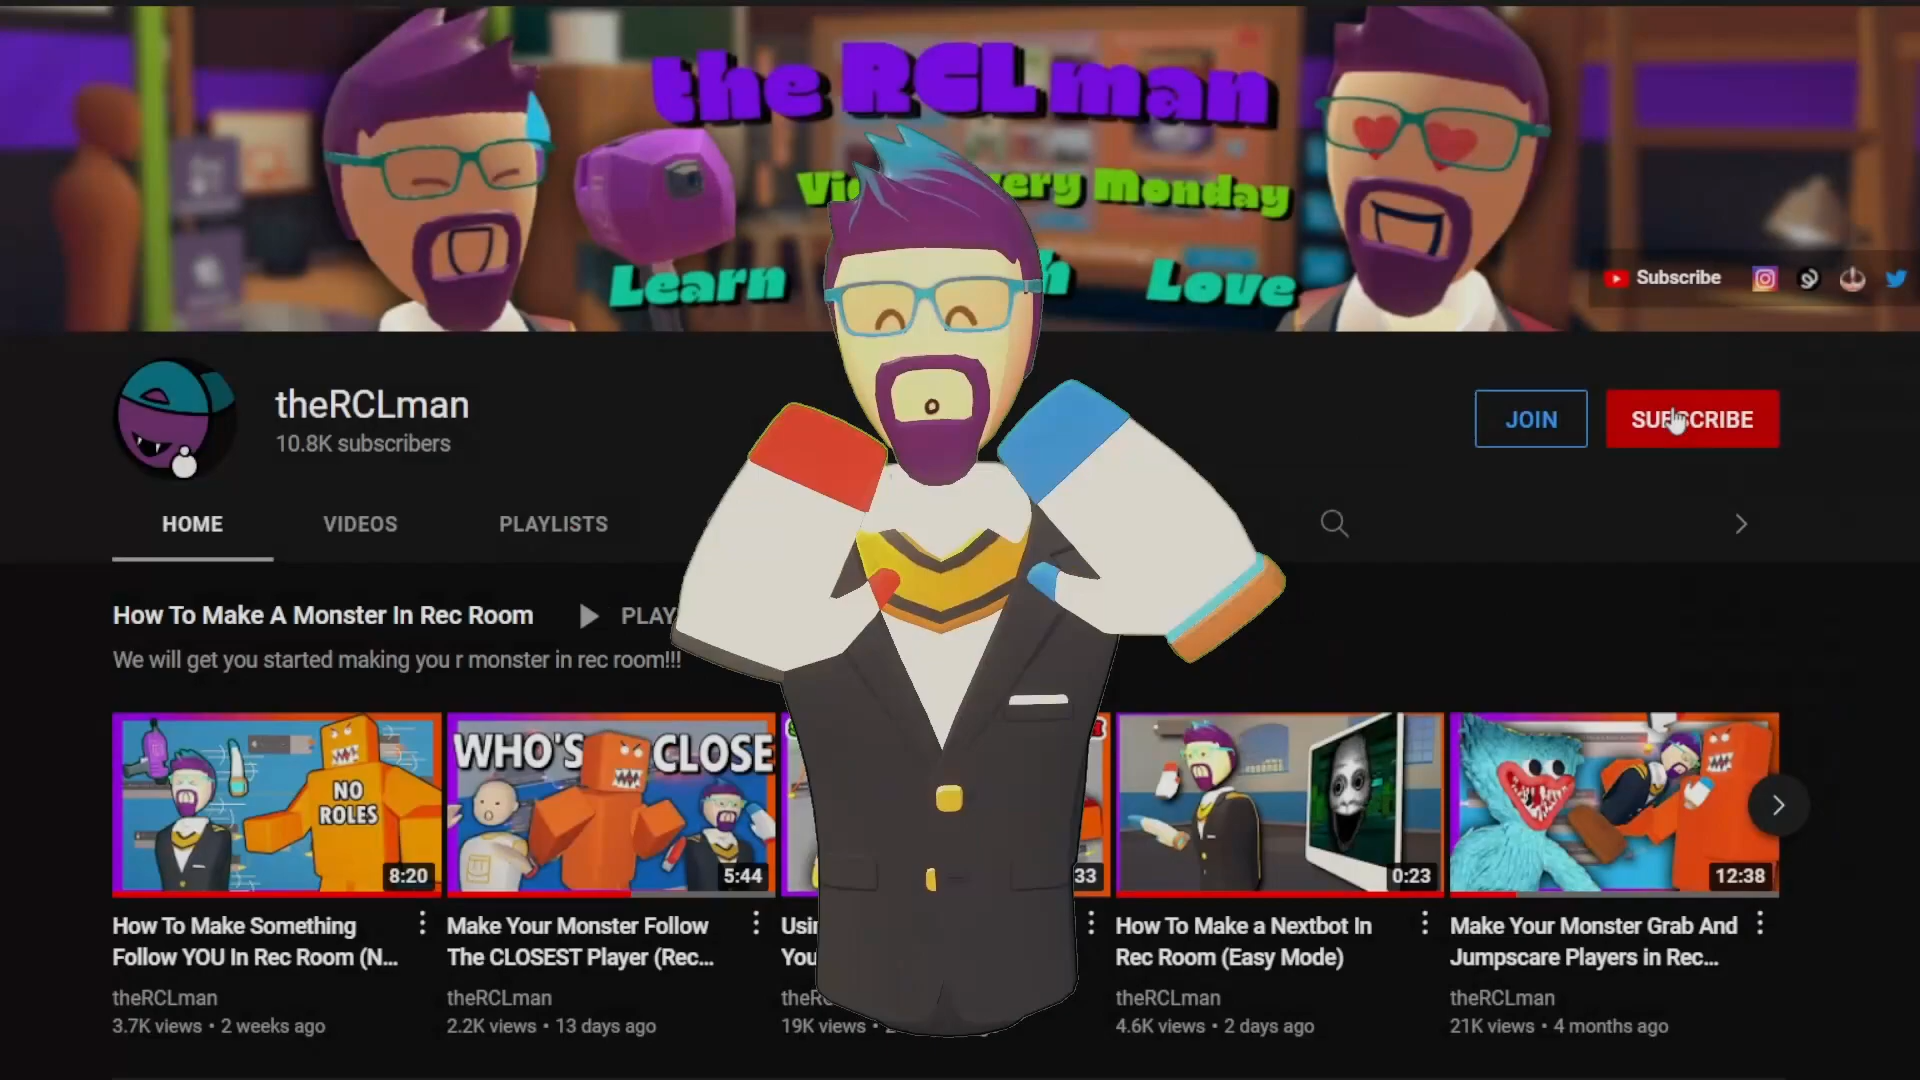 the RCLman
Every Monday
Learn Love
Subscribe
theRCLman
10.8K subscribers
JOIN
SUBSCRIBE
HOME
VIDEOS
PLAYLISTS
How To Make A Monster In Rec Room
PLAY
We will get you started making you r monster in rec room!!!
NO
ROLES
8:20
WHO'S CLOSE
5:44
33
0:23
12:38
How To Make Something
Follow YOU In Rec Room (N...
theRCLman
3.7K views • 2 weeks ago
Make Your Monster Follow
The CLOSEST Player (Rec...
theRCLman
2.2K views • 13 days ago
19K views •
How To Make a Nextbot In
Rec Room (Easy Mode)
theRCLman
4.6K views • 2 days ago
Make Your Monster Grab And
Jumpscare Players in Rec...
theRCLman
21K views • 4 months ago